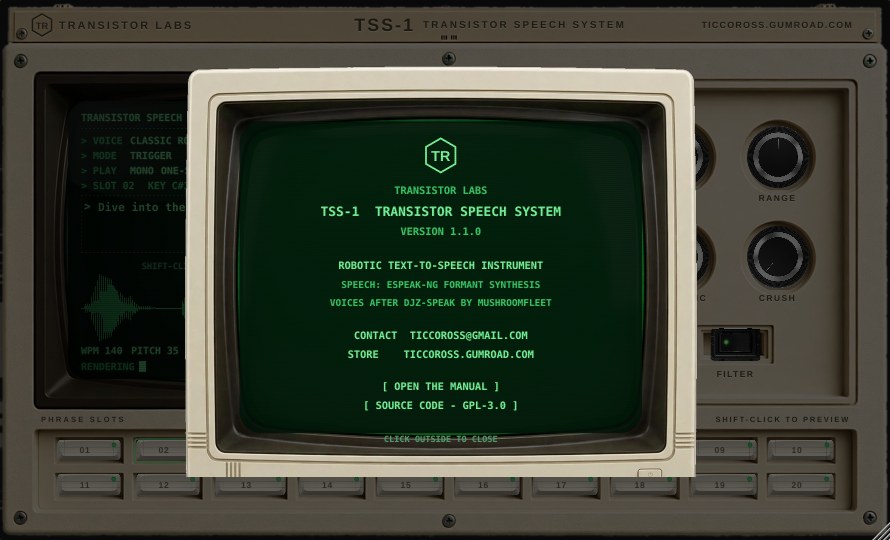 TR TRANSISTOR LABS
TSS-1 TRANSISTOR SPEECH SYSTEM
TICCOROSS.GUMROAD.COM
TRANSISTOR SPEECH
> VOICE CLASSIC
> MODE TRIGGER
> PLAY MONO ONE-
> SLOT 02 KEY C#
> Dive into the
SHIFT-CL
WPM 140 PITCH 35
RENDERING
TR
TRANSISTOR LABS
TSS-1 TRANSISTOR SPEECH SYSTEM
VERSION 1.1.0
ROBOTIC TEXT-TO-SPEECH INSTRUMENT
SPEECH: ESPEAK-NG FORMANT SYNTHESIS
VOICES AFTER DJZ-SPEAK BY MUSHROOMFLEET
CONTACT TICCOROSS@GMAIL.COM
STORE TICCOROSS.GUMROAD.COM
[ OPEN THE MANUAL ]
[ SOURCE CODE - GPL-3.0 ]
CLICK OUTSIDE TO CLOSE
RANGE
CRUSH
FILTER
PHRASE SLOTS
SHIFT-CLICK TO PREVIEW
01 02 09 10
11 12 13 14 15 16 17 18 19 20